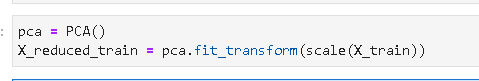 :
pca = PCA()
X_reduced_train = pca.fit_transform(scale(X_train))